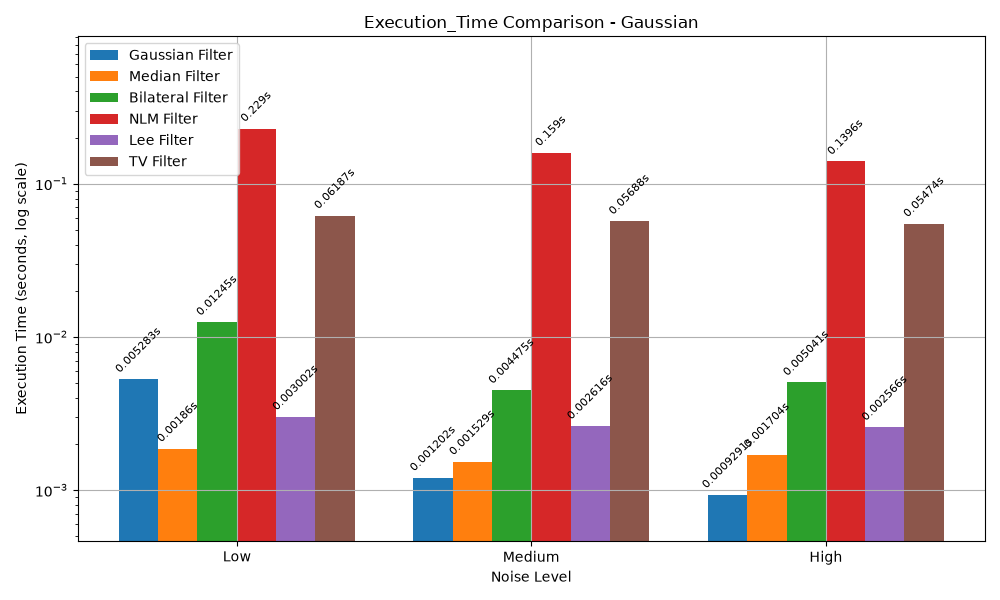 Execution_Time Comparison - Gaussian
Gaussian Filter
Median Filter
Bilateral Filter
NLM Filter
Lee Filter
TV Filter
Execution Time (seconds, log scale)
10⁻¹
10⁻²
10⁻³
0.005283s
0.00186s
0.01245s
0.229s
0.003002s
0.06187s
0.001202s
0.001529s
0.004475s
0.159s
0.002616s
0.05688s
0.0009291s
0.001704s
0.005041s
0.1396s
0.002566s
0.05474s
Low
Medium
High
Noise Level